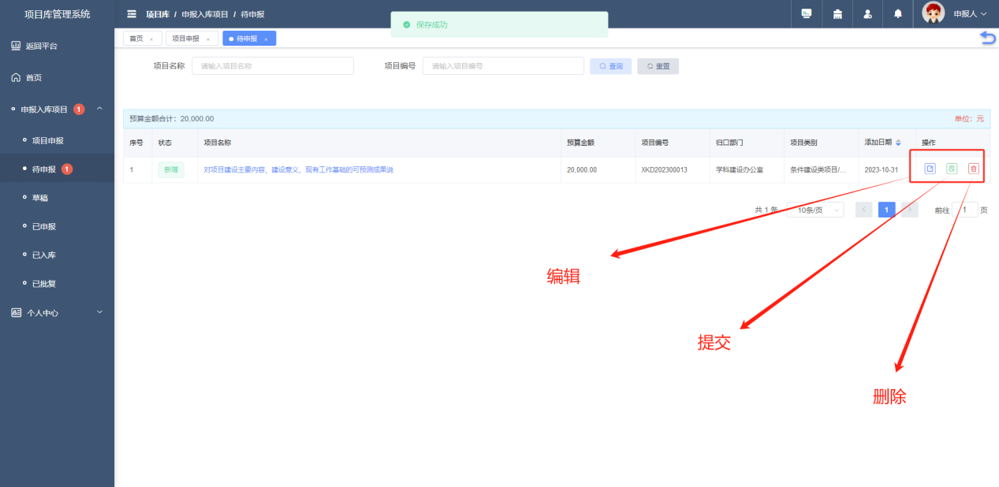 项目库管理系统
项目库 / 申报入库项目 / 待申报
保存成功
申报人
返回平台
首页
申报入库项目 1
项目申报
待申报 1
草稿
已申报
已入库
已批复
个人中心
首页 × 项目申报 × 待申报 ×
项目名称 请输入项目名称 项目编号 请输入项目编号 查询 重置
预算金额合计：20,000.00 单位：元
序号 状态 项目名称 预算金额 项目编号 归口部门 项目类别 添加日期 操作
1 新增 对项目建设主要内容、建设意义、现有工作基础的可预测成果说 20,000.00 XKD202300013 学科建设办公室 条件建设类项目/... 2023-10-31
共 1 条 10条/页 < 1 > 前往 1 页
编辑
提交
删除